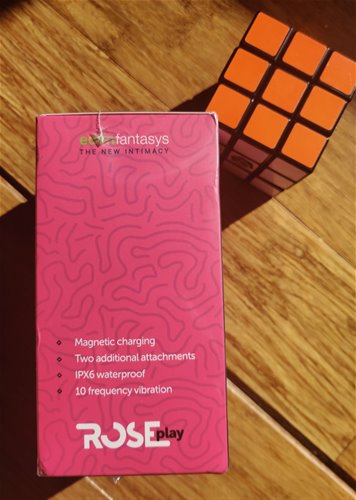 fantasys
THE NEW INTIMACY
Magnetic charging
Two additional attachments
IPX6 waterproof
10 frequency vibration
ROSE play